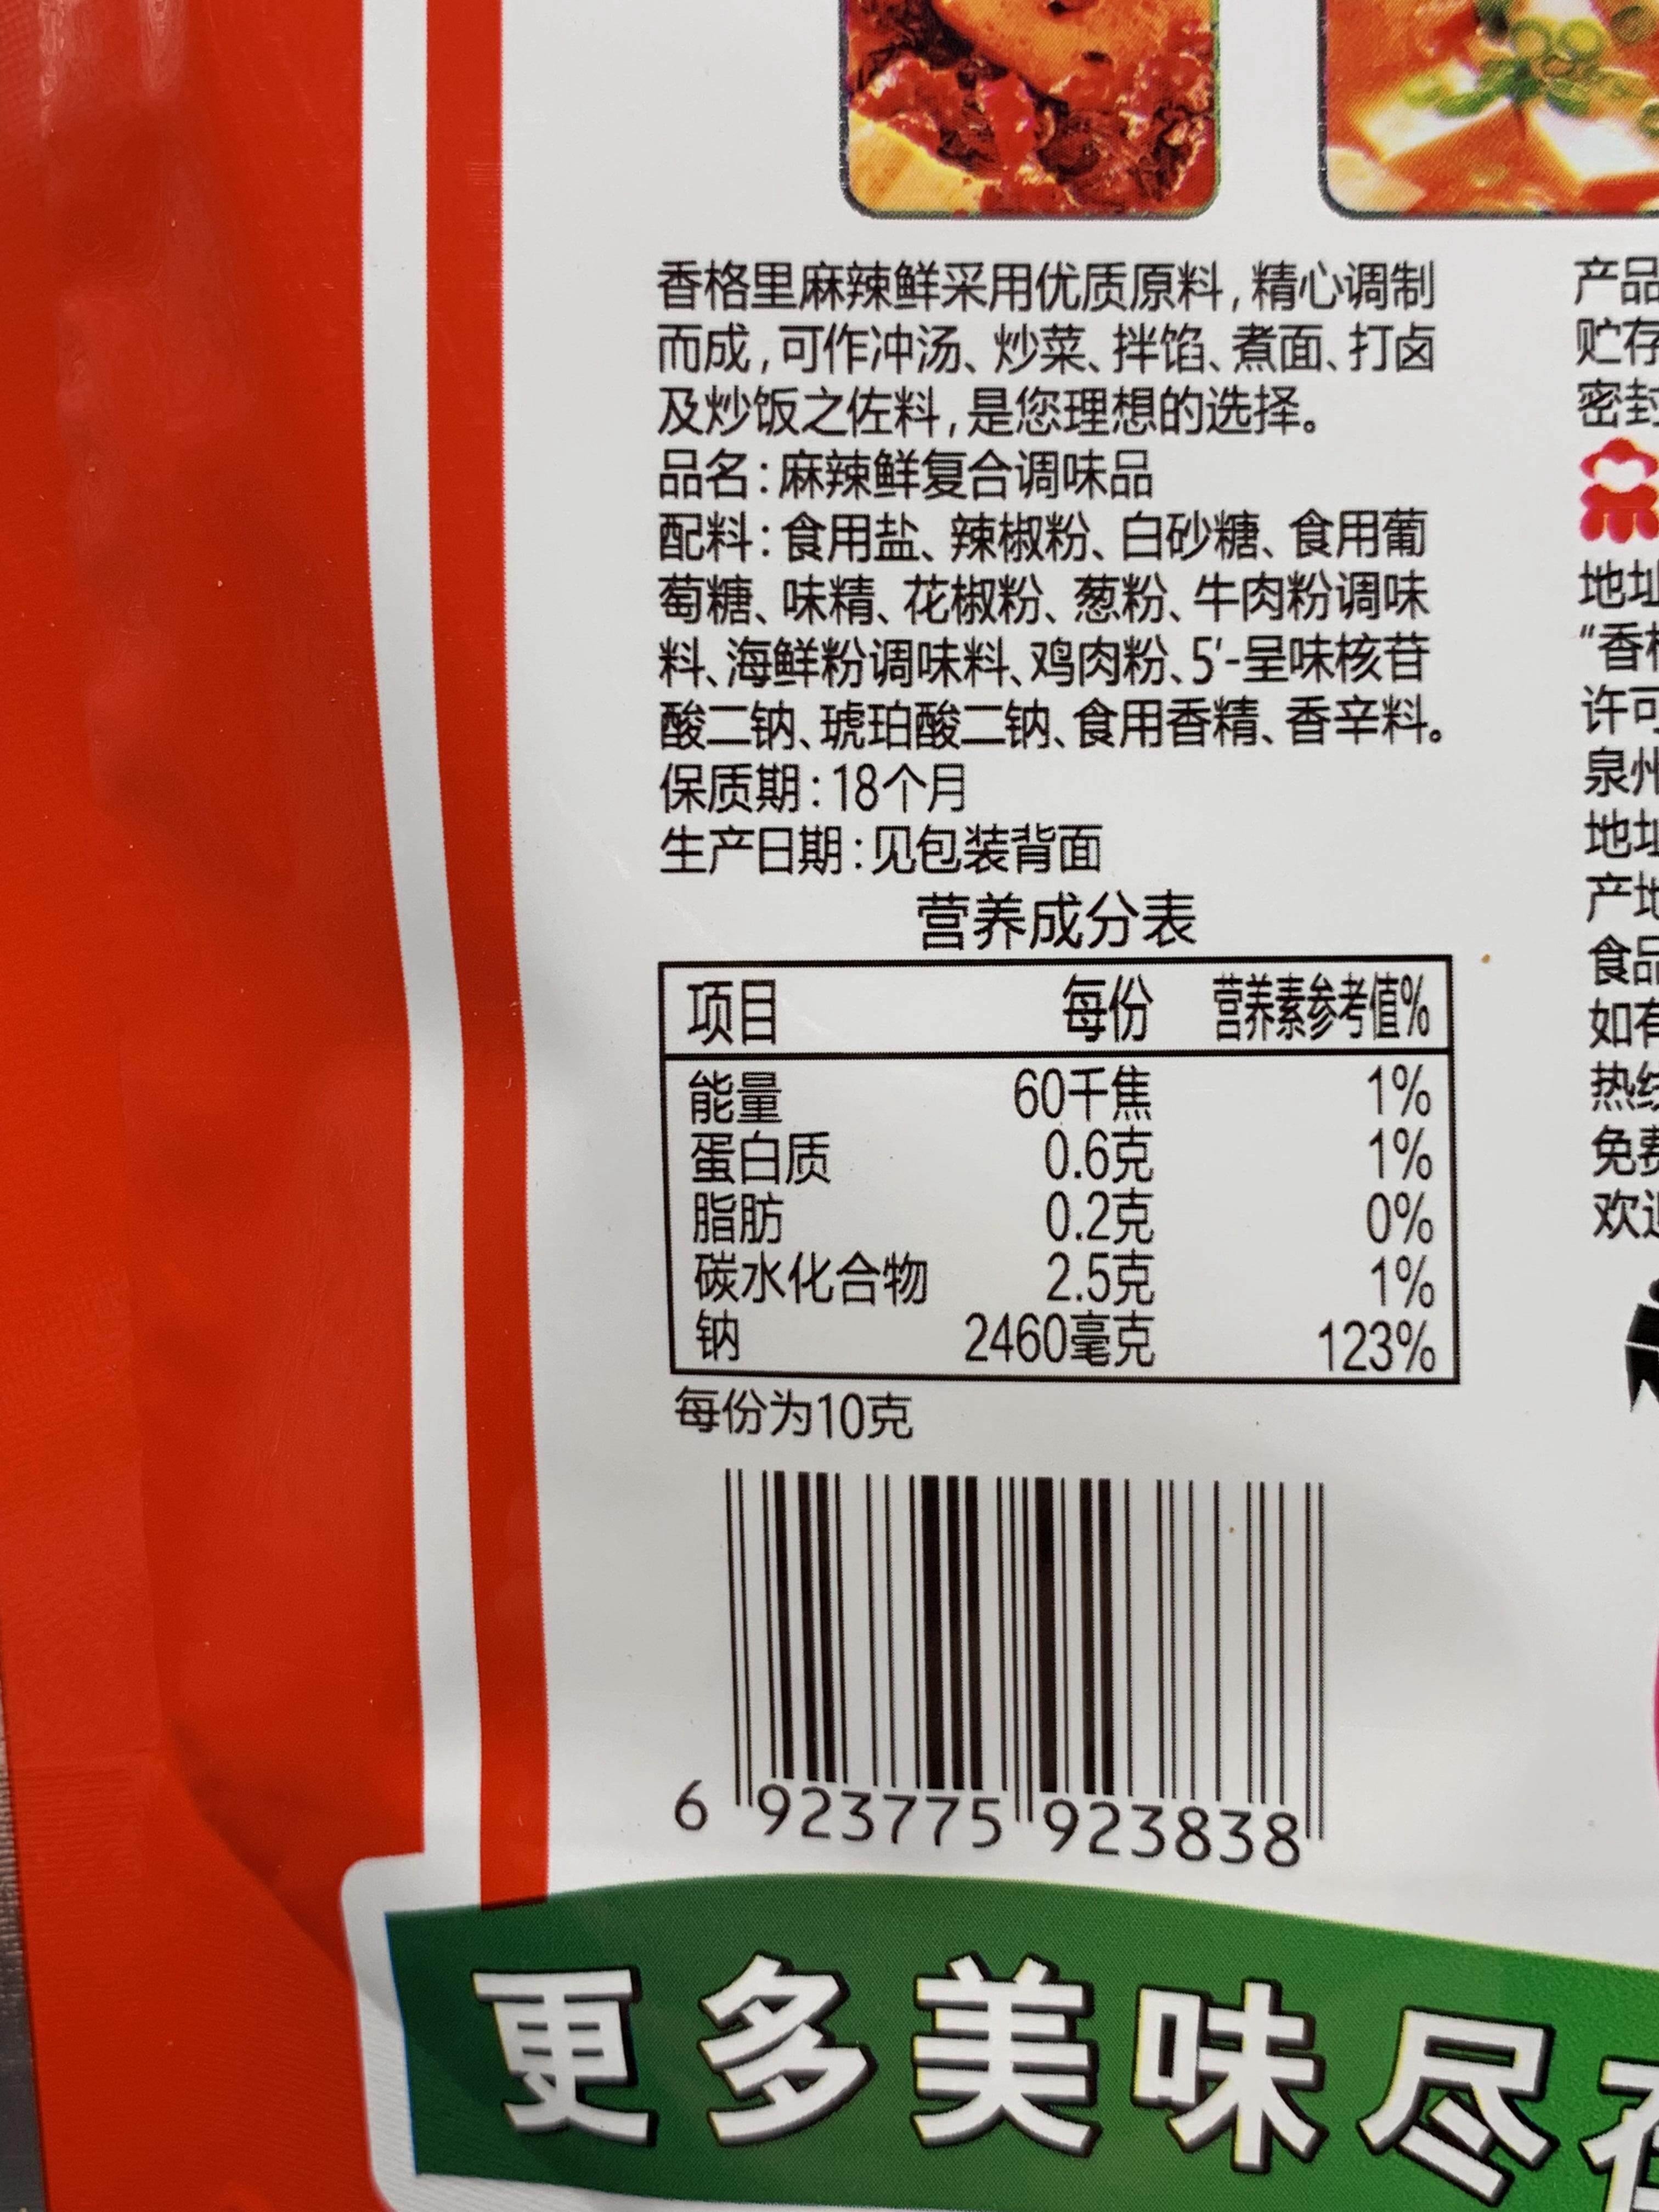 香格里麻辣鲜采用优质原料,精心调制
而成,可作冲汤、炒菜、拌馅、煮面、打卤
及炒饭之佐料,是您理想的选择。
品名:麻辣鲜复合调味品
配料:食用盐、辣椒粉、白砂糖、食用葡
萄糖、味精、花椒粉、葱粉、牛肉粉调味
料、海鲜粉调味料、鸡肉粉、5'-呈味核苷
酸二钠、琥珀酸二钠、食用香精、香辛料。
保质期:18个月
生产日期:见包装背面
营养成分表
项目 每份 营养素参考值%
能量 60千焦 1%
蛋白质 0.6克 1%
脂肪 0.2克 0%
碳水化合物 2.5克 1%
钠 2460毫克 123%
每份为10克
6 923775 923838
产品
贮存
密封
地址
"香格
许可
泉州
地址
产地
食品
如有
热线
免费
欢迎
更多美味尽在